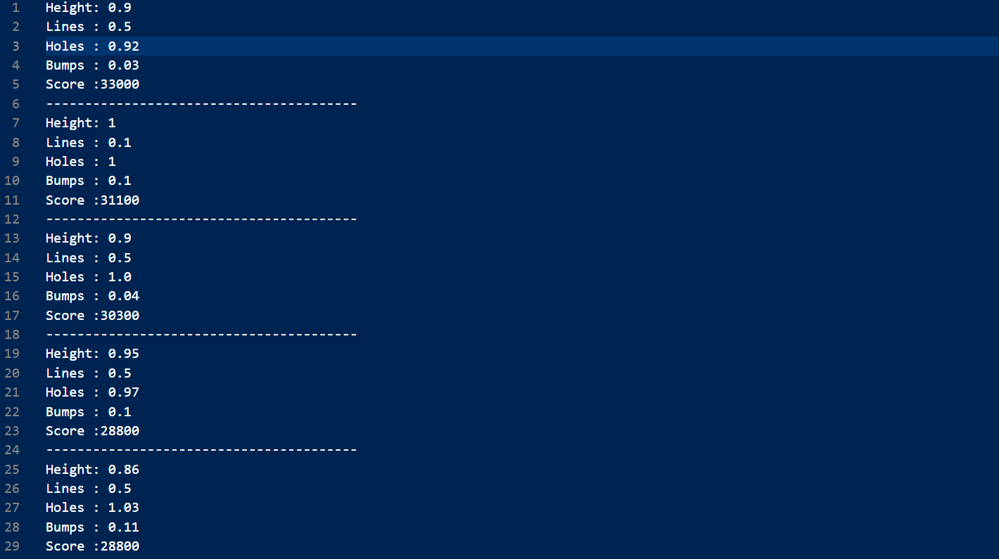 1 Height: 0.9
2 Lines : 0.5
3 Holes : 0.92
4 Bumps : 0.03
5 Score :33000
6 ----------------------------------------
7 Height: 1
8 Lines : 0.1
9 Holes : 1
10 Bumps : 0.1
11 Score :31100
12 ----------------------------------------
13 Height: 0.9
14 Lines : 0.5
15 Holes : 1.0
16 Bumps : 0.04
17 Score :30300
18 ----------------------------------------
19 Height: 0.95
20 Lines : 0.5
21 Holes : 0.97
22 Bumps : 0.1
23 Score :28800
24 ----------------------------------------
25 Height: 0.86
26 Lines : 0.5
27 Holes : 1.03
28 Bumps : 0.11
29 Score :28800